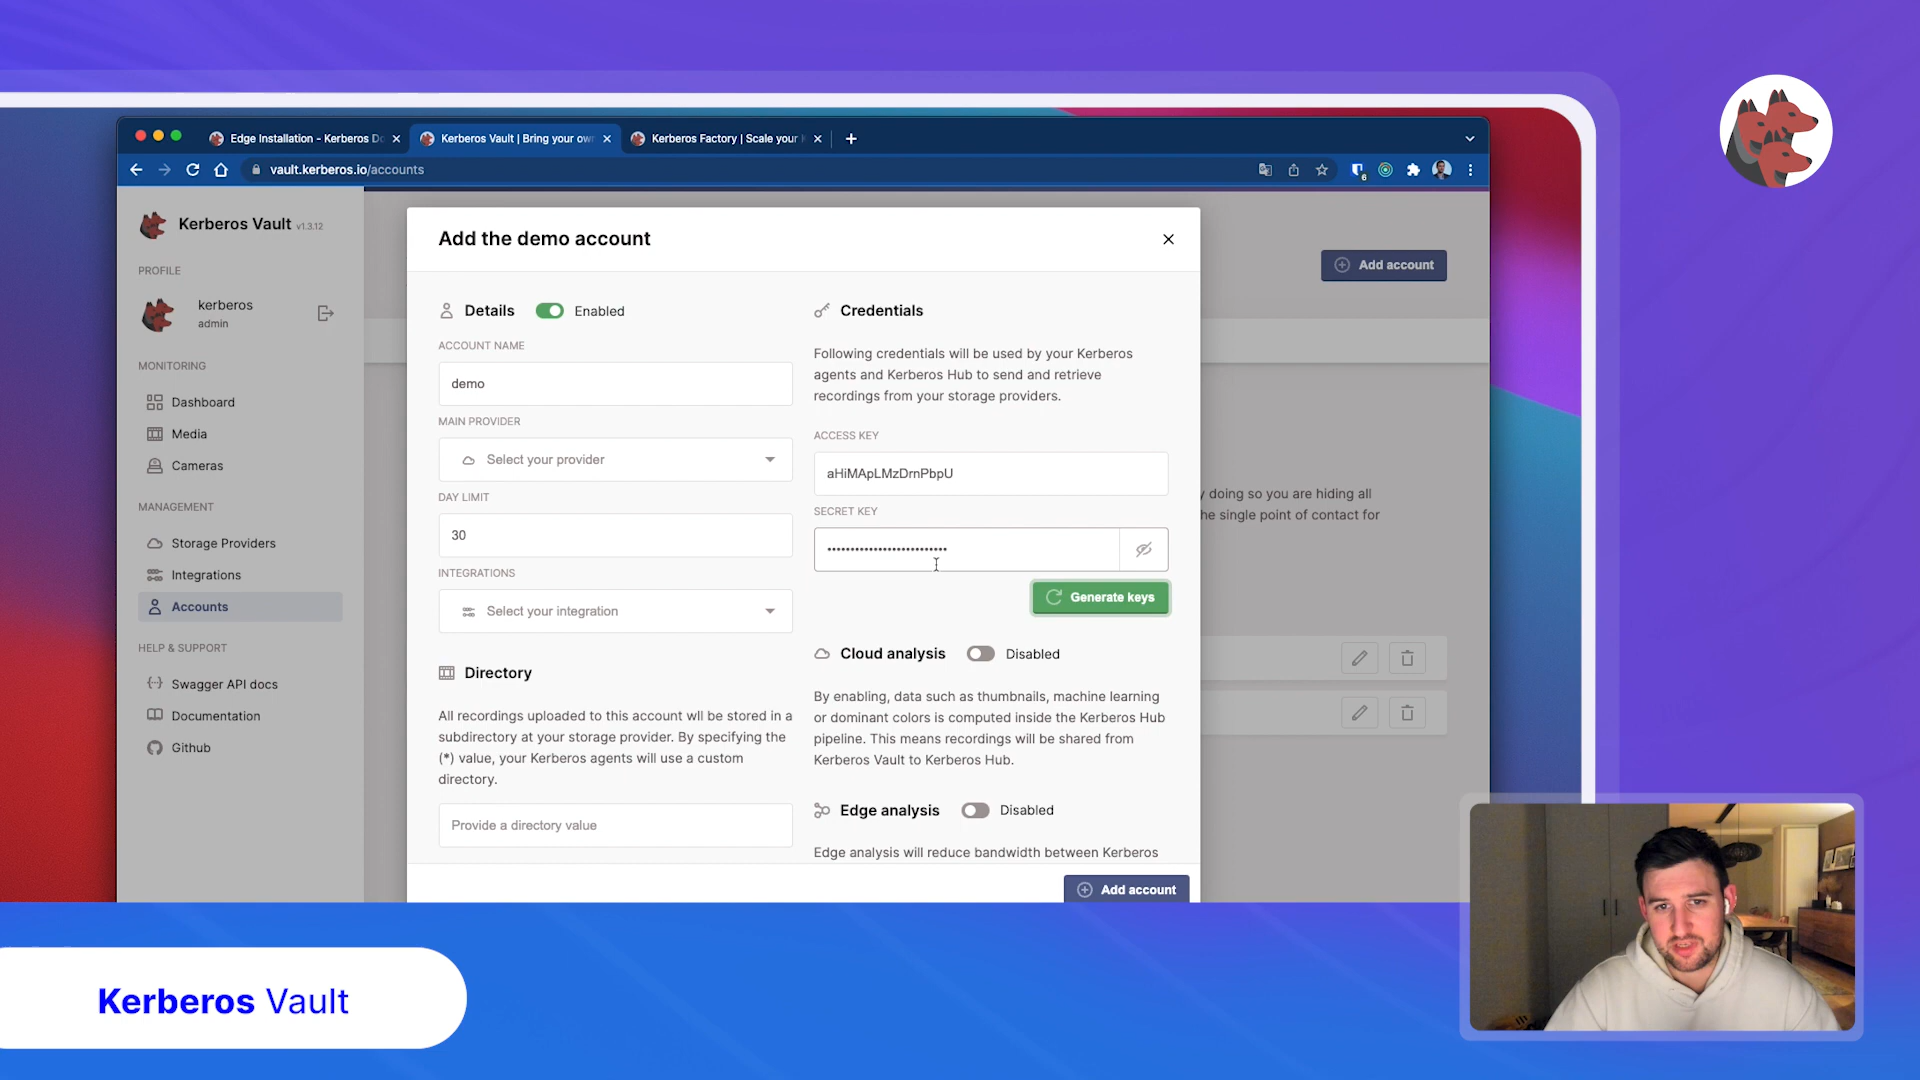 Edge Installation - Kerberos Do
Kerberos Vault | Bring your own
Kerberos Factory | Scale your
vault.kerberos.io/accounts
6
Kerberos Vault v1.3.12
PROFILE
kerberos
admin
MONITORING
Dashboard
Media
Cameras
MANAGEMENT
Storage Providers
Integrations
Accounts
HELP & SUPPORT
Swagger API docs
Documentation
Github
Add account
y doing so you are hiding all
he single point of contact for
Add the demo account
Details
Enabled
ACCOUNT NAME
demo
MAIN PROVIDER
Select your provider
DAY LIMIT
30
INTEGRATIONS
Select your integration
Directory
All recordings uploaded to this account wll be stored in a
subdirectory at your storage provider. By specifying the
(*) value, your Kerberos agents will use a custom
directory.
Provide a directory value
Credentials
Following credentials will be used by your Kerberos
agents and Kerberos Hub to send and retrieve
recordings from your storage providers.
ACCESS KEY
aHiMApLMzDrnPbpU
SECRET KEY
••••••••••••••••••••••••••
Generate keys
Cloud analysis
Disabled
By enabling, data such as thumbnails, machine learning
or dominant colors is computed inside the Kerberos Hub
pipeline. This means recordings will be shared from
Kerberos Vault to Kerberos Hub.
Edge analysis
Disabled
Edge analysis will reduce bandwidth between Kerberos
Add account
Kerberos Vault